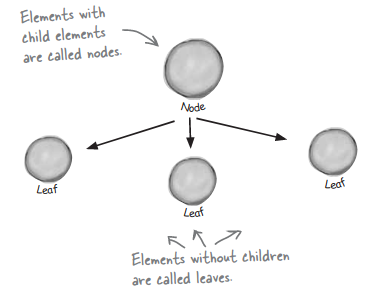 Elements with
child elements
are called nodes.
Node
Leaf
Leaf
Leaf
Elements without children
are called leaves.